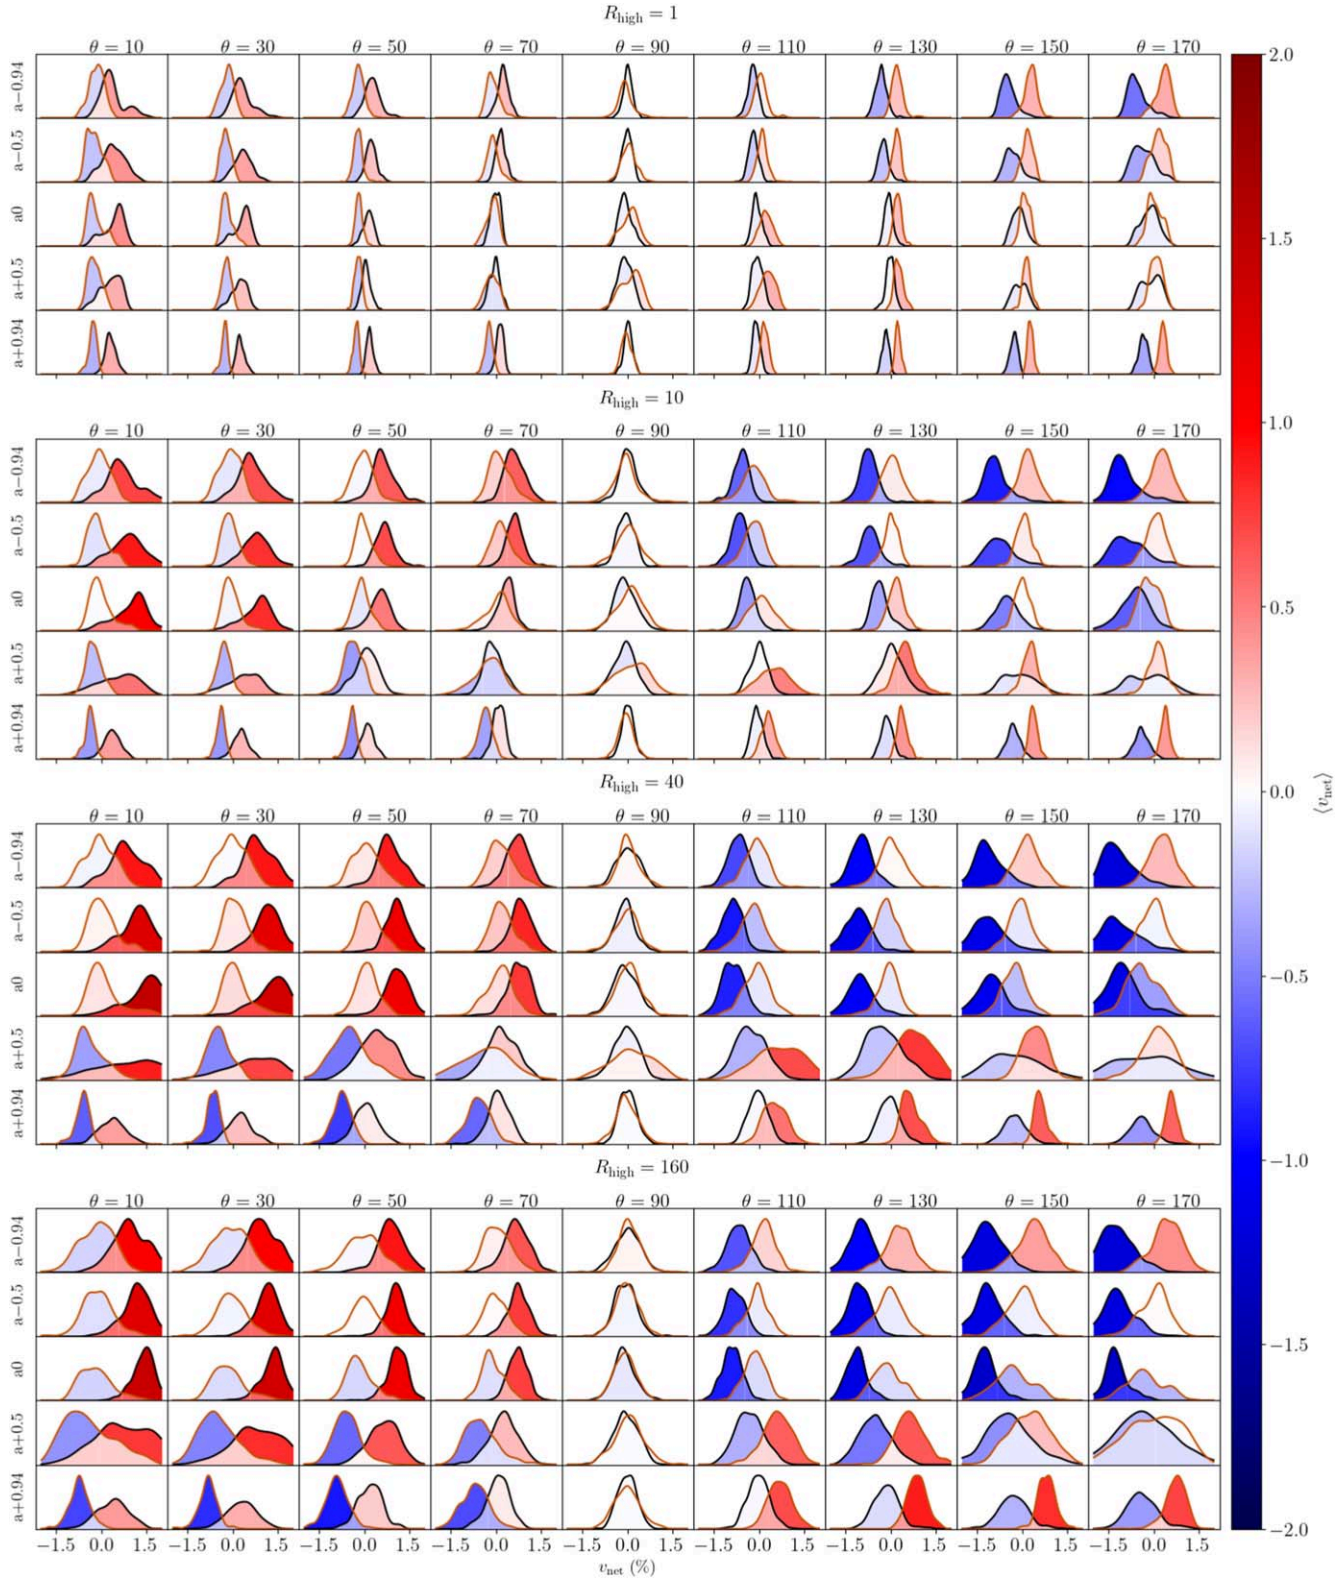 R_high = 1
θ = 10 θ = 30 θ = 50 θ = 70 θ = 90 θ = 110 θ = 130 θ = 150 θ = 170
a−0.94
a−0.5
a0
a+0.5
a+0.94
R_high = 10
θ = 10 θ = 30 θ = 50 θ = 70 θ = 90 θ = 110 θ = 130 θ = 150 θ = 170
a−0.94
a−0.5
a0
a+0.5
a+0.94
R_high = 40
θ = 10 θ = 30 θ = 50 θ = 70 θ = 90 θ = 110 θ = 130 θ = 150 θ = 170
a−0.94
a−0.5
a0
a+0.5
a+0.94
R_high = 160
θ = 10 θ = 30 θ = 50 θ = 70 θ = 90 θ = 110 θ = 130 θ = 150 θ = 170
a−0.94
a−0.5
a0
a+0.5
a+0.94
−1.5 0.0 1.5 −1.5 0.0 1.5 −1.5 0.0 1.5 −1.5 0.0 1.5 −1.5 0.0 1.5 −1.5 0.0 1.5 −1.5 0.0 1.5 −1.5 0.0 1.5 −1.5 0.0 1.5
v_net (%)
2.0
1.5
1.0
0.5
0.0
−0.5
−1.0
−1.5
−2.0
⟨v_net⟩